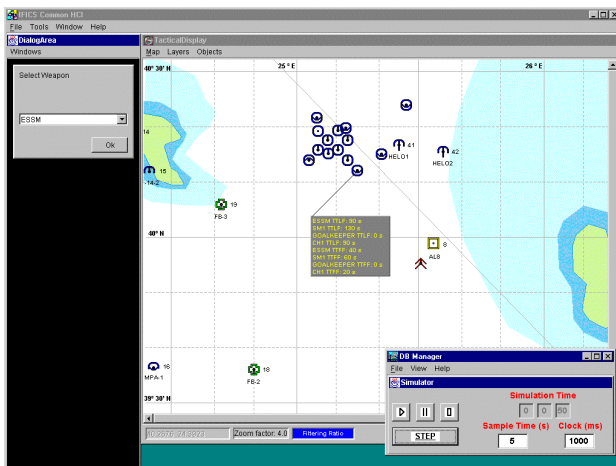 IFICS Common HCI
File Tools Window Help
DialogArea
Windows
Select Weapon
ESSM
Ok
TacticalDisplay
Map Layers Objects
40° 30' N
25 ° E
26 ° E
14
15
-14-2
41
HELO1
42
HELO2
19
FB-3
ESSM TTLF: 90 s
SM1 TTLF: 130 s
GOALKEEPER TTLF: 0 s
CH1 TTLF: 90 s
ESSM TTFF: 40 s
SM1 TTFF: 60 s
GOALKEEPER TTFF: 0 s
CH1 TTFF: 20 s
40° N
8
AL8
16
MPA-1
18
FB-2
39° 30' N
Zoom factor: 4.0
Filtering Ratio
DB Manager
File View Help
Simulator
Simulation Time
0 0 50
Sample Time (s) Clock (ms)
STEP
5
1000